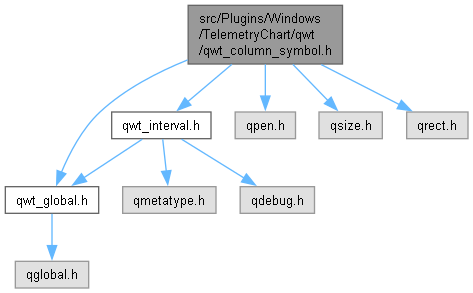 src/Plugins/Windows
/TelemetryChart/qwt
/qwt_column_symbol.h
qwt_interval.h
qpen.h
qsize.h
qrect.h
qwt_global.h
qmetatype.h
qdebug.h
qglobal.h